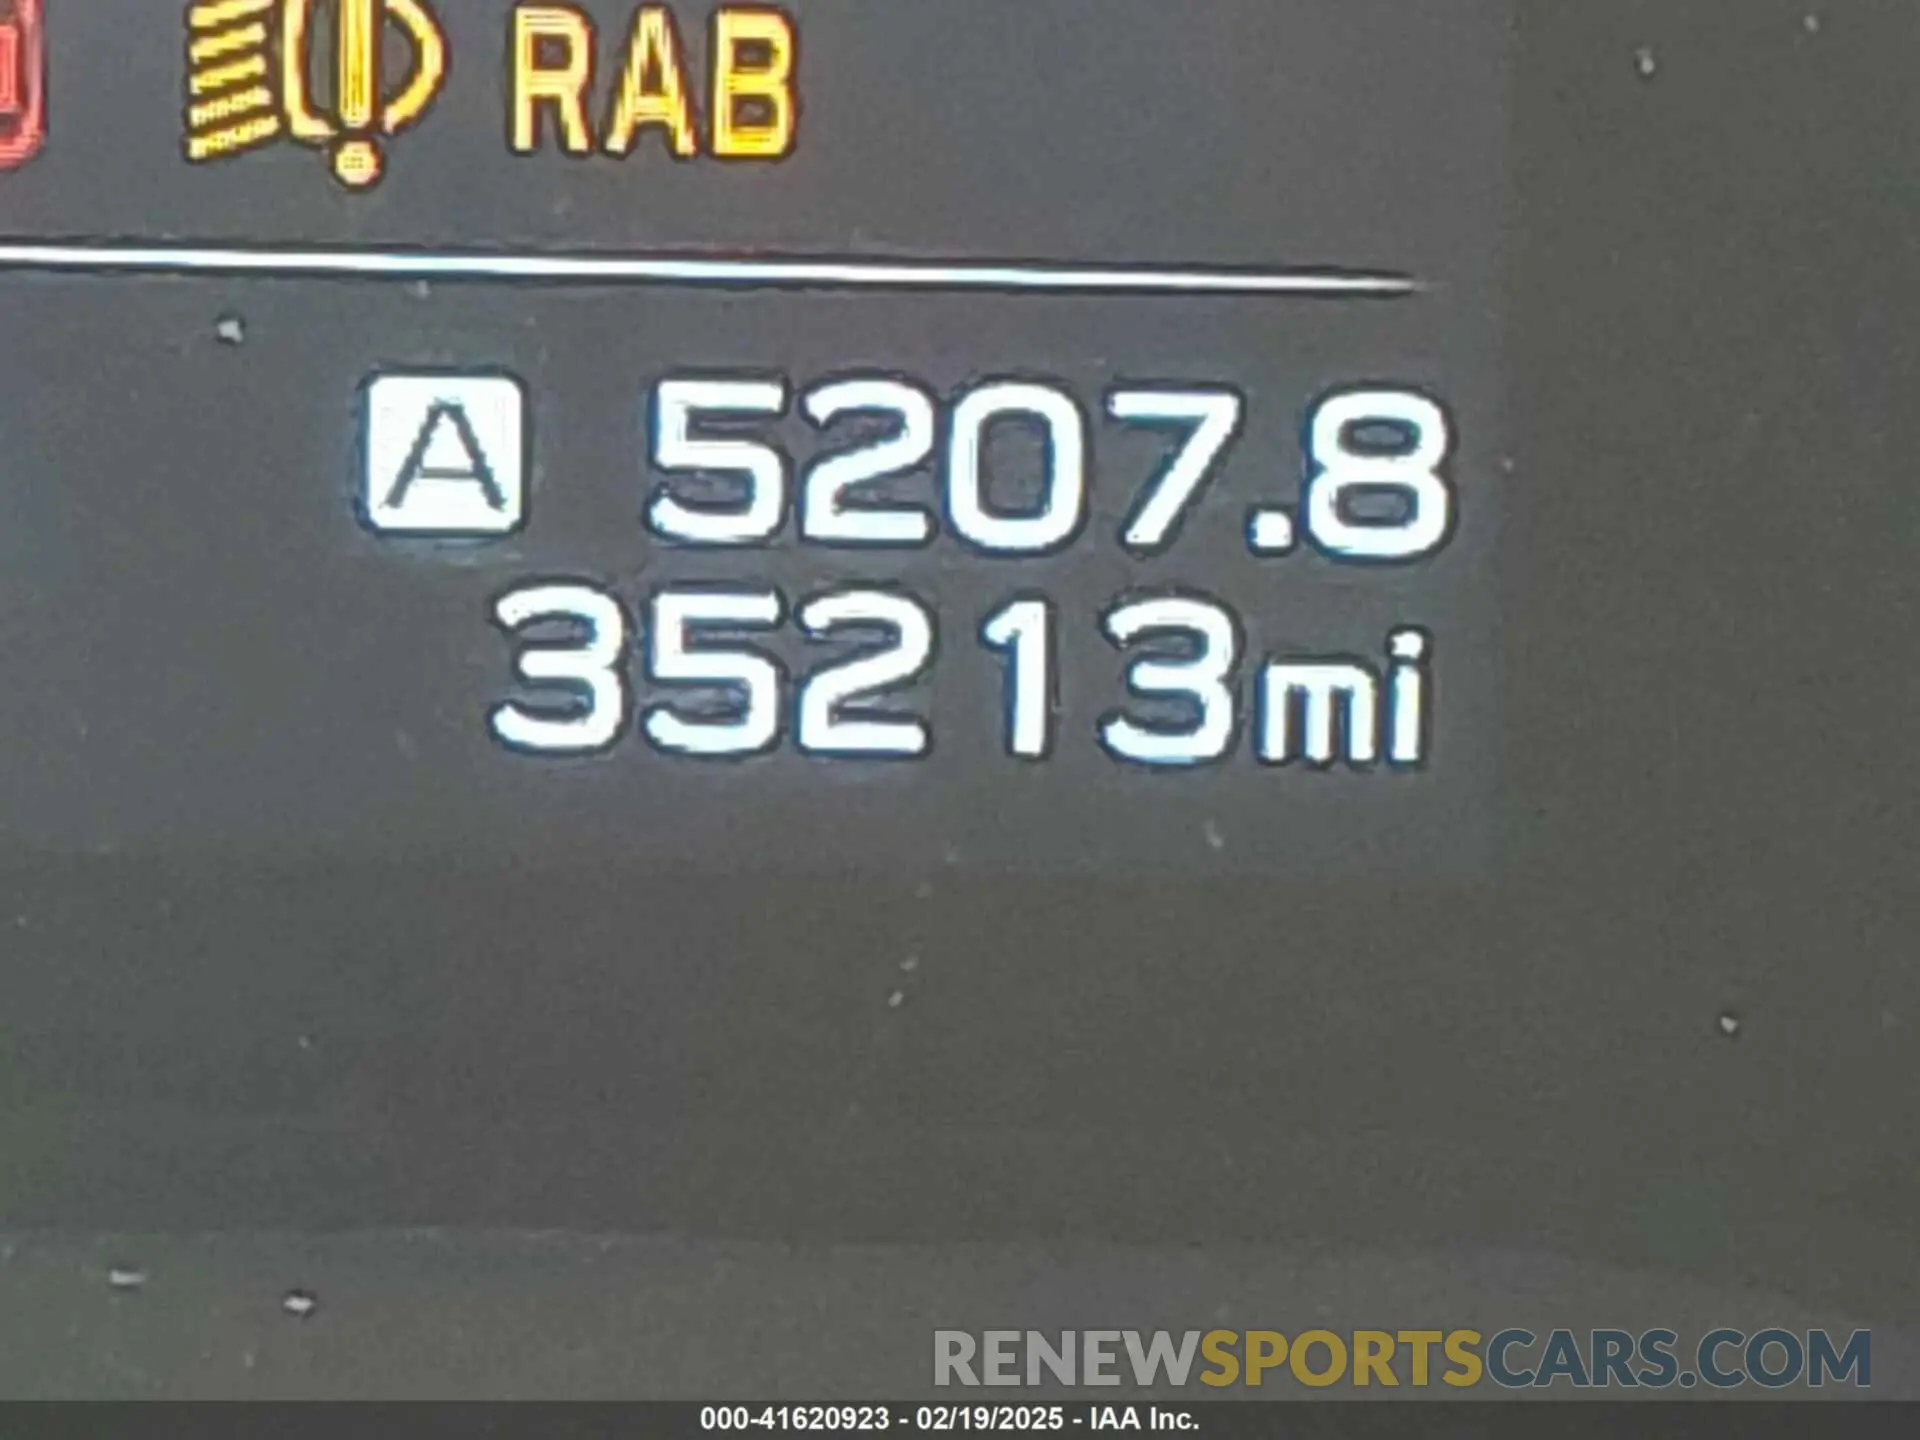 RAB
A 5207.8
35213mi
RENEWSPORTSCARS.COM
000-41620923 - 02/19/2025 - IAA Inc.